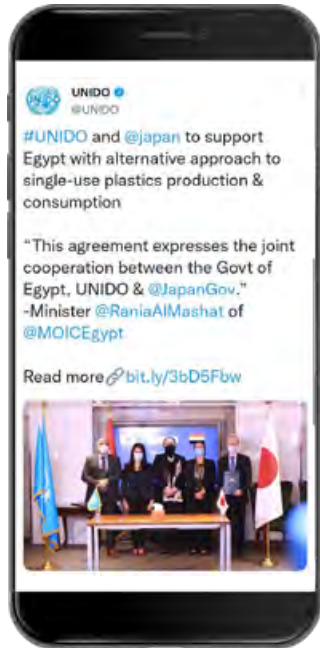 UNIDO
@UNIDO
#UNIDO and @japan to support
Egypt with alternative approach to
single-use plastics production &
consumption
“This agreement expresses the joint
cooperation between the Govt of
Egypt, UNIDO & @JapanGov.”
-Minister @RaniaAlMashat of
@MOICEgypt
Read more🔗bit.ly/3bD5Fbw